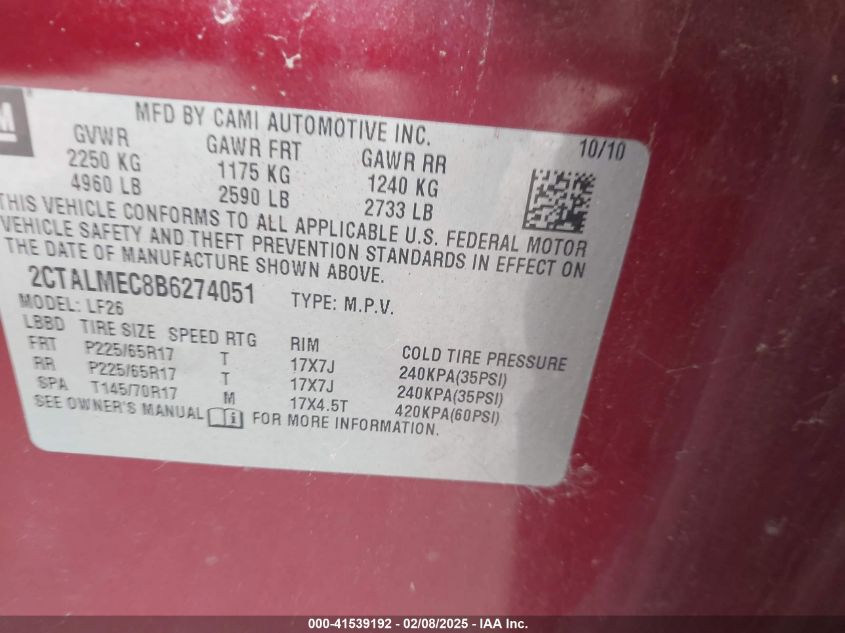 M ®
MFD BY CAMI AUTOMOTIVE INC.
10/10
GVWR GAWR FRT GAWR RR
2250 KG 1175 KG 1240 KG
4960 LB 2590 LB 2733 LB
THIS VEHICLE CONFORMS TO ALL APPLICABLE U.S. FEDERAL MOTOR
VEHICLE SAFETY AND THEFT PREVENTION STANDARDS IN EFFECT ON
THE DATE OF MANUFACTURE SHOWN ABOVE.
2CTALMEC8B6274051 TYPE: M.P.V.
MODEL: LF26
LBBD TIRE SIZE SPEED RTG RIM COLD TIRE PRESSURE
FRT P225/65R17 T 17X7J 240KPA(35PSI)
RR P225/65R17 T 17X7J 240KPA(35PSI)
SPA T145/70R17 M 17X4.5T 420KPA(60PSI)
SEE OWNER'S MANUAL FOR MORE INFORMATION.
000-41539192 - 02/08/2025 - IAA Inc.